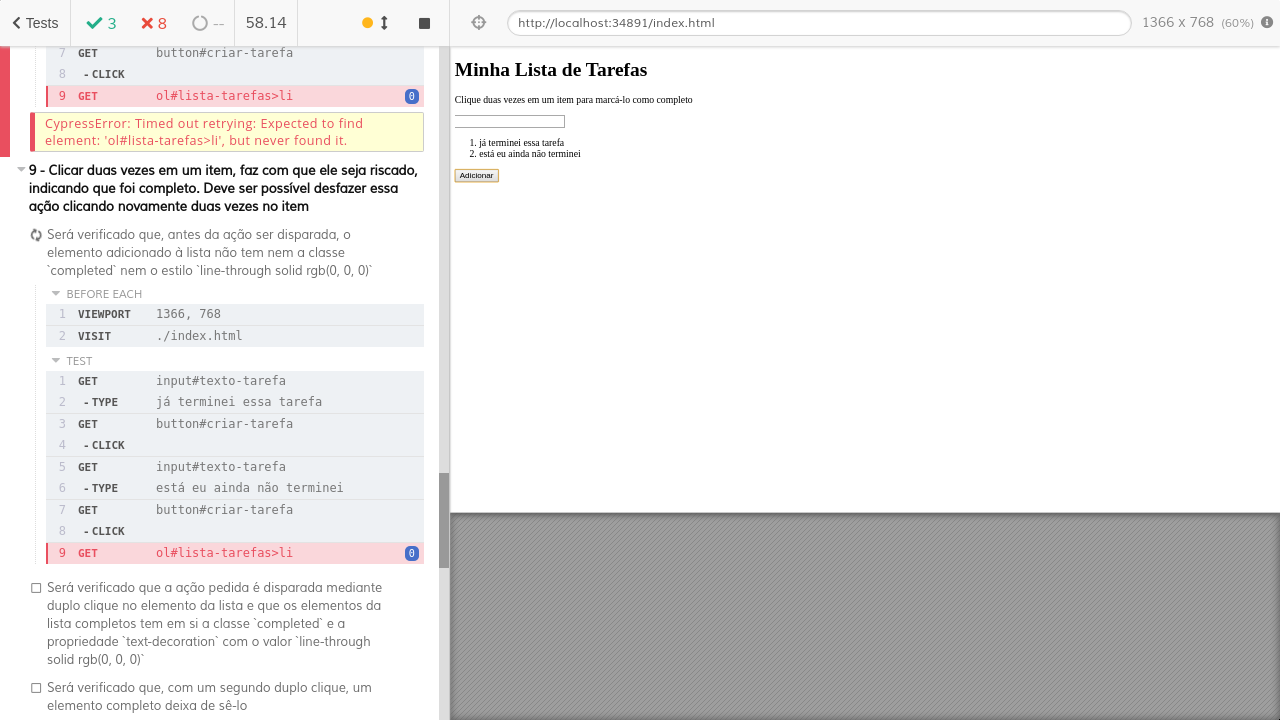 Tests 3 8 -- 58.14 http://localhost:34891/index.html 1366 x 768 (60%)
7 GET button#criar-tarefa
8 - CLICK
9 GET ol#lista-tarefas>li 0
CypressError: Timed out retrying: Expected to find
element: 'ol#lista-tarefas>li', but never found it.
9 - Clicar duas vezes em um item, faz com que ele seja riscado,
indicando que foi completo. Deve ser possível desfazer essa
ação clicando novamente duas vezes no item
Será verificado que, antes da ação ser disparada, o
elemento adicionado à lista não tem nem a classe
`completed` nem o estilo `line-through solid rgb(0, 0, 0)`
BEFORE EACH
1 VIEWPORT 1366, 768
2 VISIT ./index.html
TEST
1 GET input#texto-tarefa
2 - TYPE já terminei essa tarefa
3 GET button#criar-tarefa
4 - CLICK
5 GET input#texto-tarefa
6 - TYPE está eu ainda não terminei
7 GET button#criar-tarefa
8 - CLICK
9 GET ol#lista-tarefas>li 0
Será verificado que a ação pedida é disparada mediante
duplo clique no elemento da lista e que os elementos da
lista completos tem em si a classe `completed` e a
propriedade `text-decoration` com o valor `line-through
solid rgb(0, 0, 0)`
Será verificado que, com um segundo duplo clique, um
elemento completo deixa de sê-lo
Minha Lista de Tarefas
Clique duas vezes em um item para marcá-lo como completo
1. já terminei essa tarefa
2. está eu ainda não terminei
Adicionar